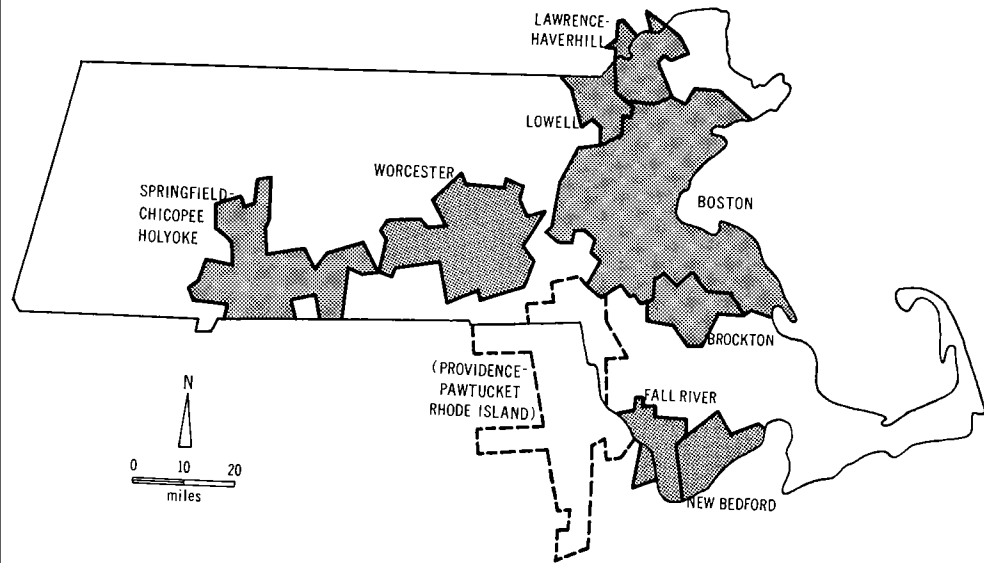 LAWRENCE-
HAVERHILL
LOWELL
WORCESTER
SPRINGFIELD-
CHICOPEE
HOLYOKE
BOSTON
BROCKTON
(PROVIDENCE-
PAWTUCKET
RHODE ISLAND)
FALL RIVER
NEW BEDFORD
N
0 10 20
miles